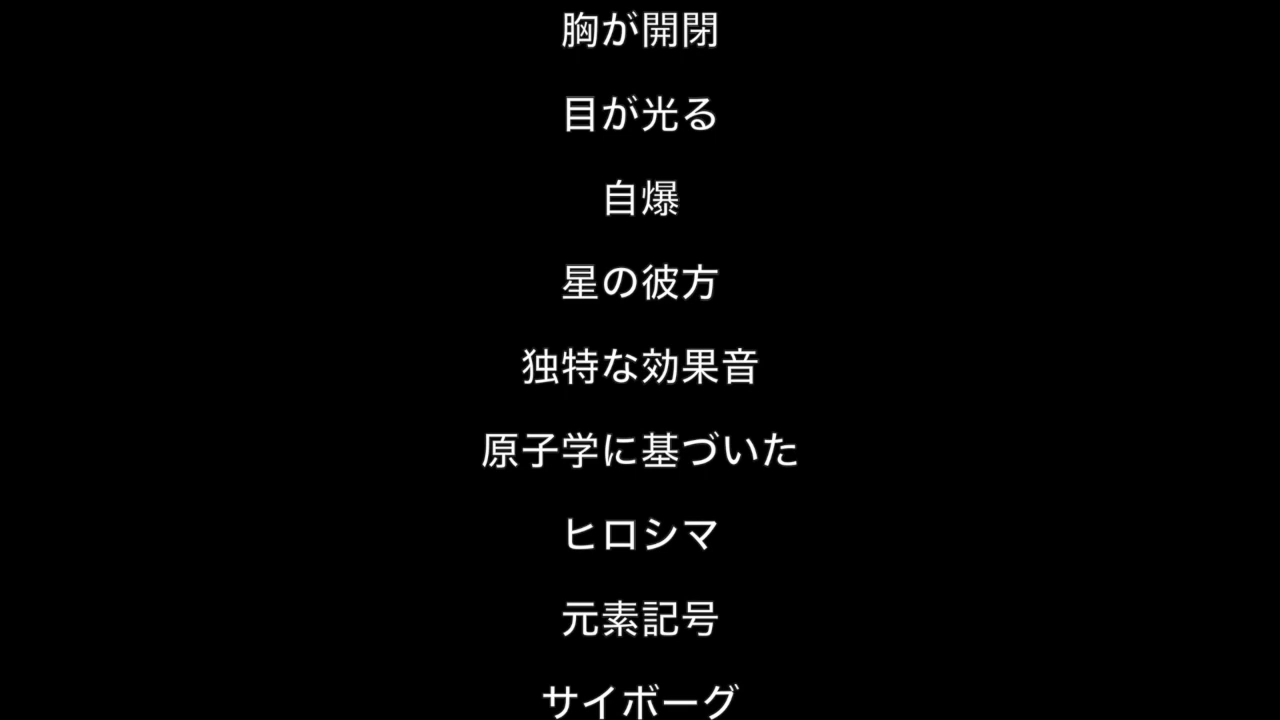 胸が開閉
目が光る
自爆
星の彼方
独特な効果音
原子学に基づいた
ヒロシマ
元素記号
サイボーグ